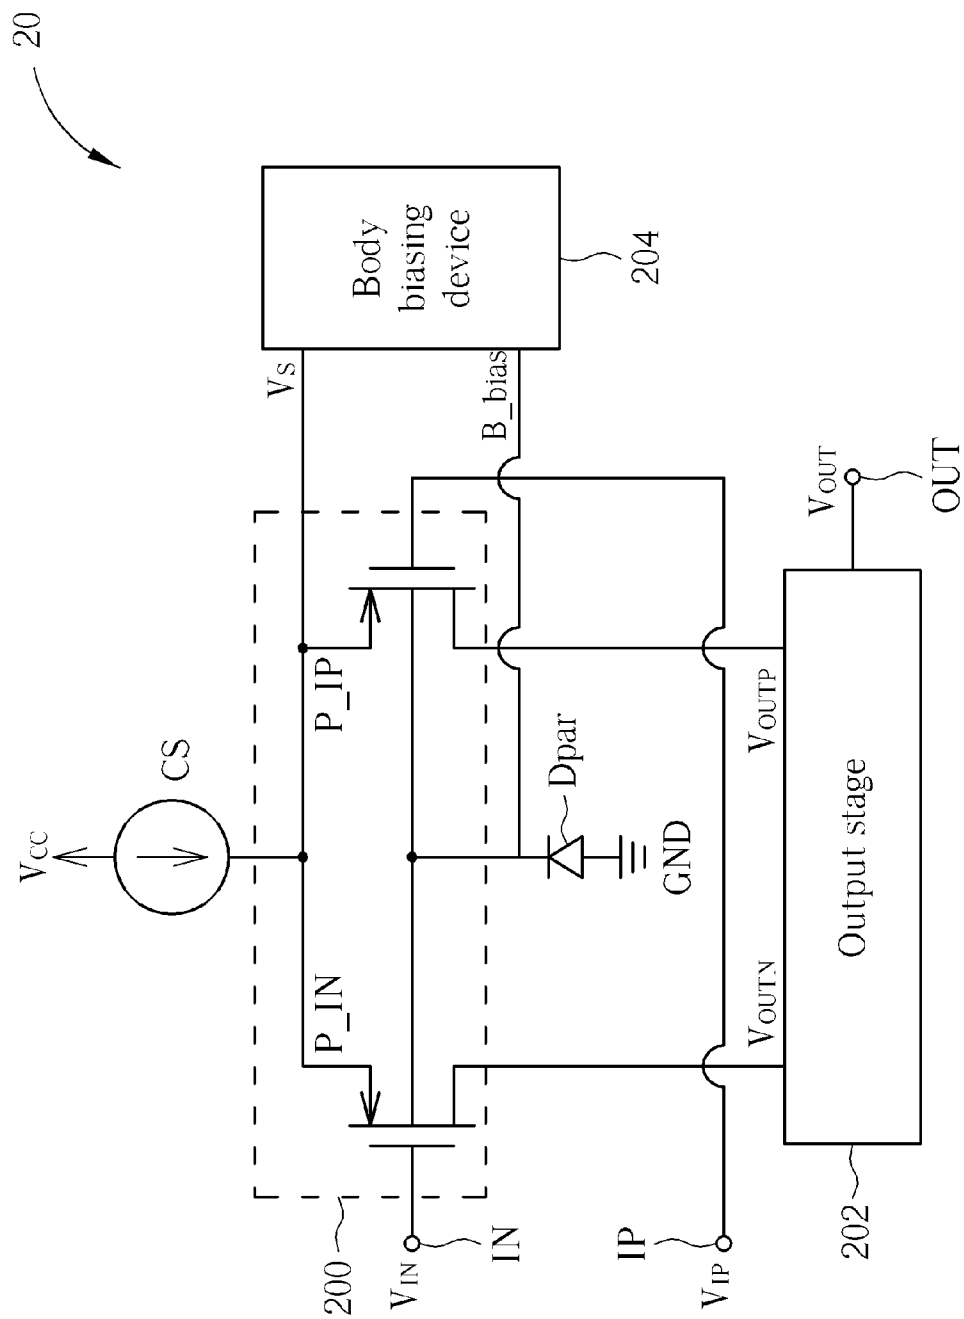 20
VCC
CS
VS
Body
biasing
device
204
B_bias
P_IN
P_IP
200
VIN
IN
Dpar
GND
IP
VIP
VOUTN
VOUTP
VOUT
OUT
Output stage
202